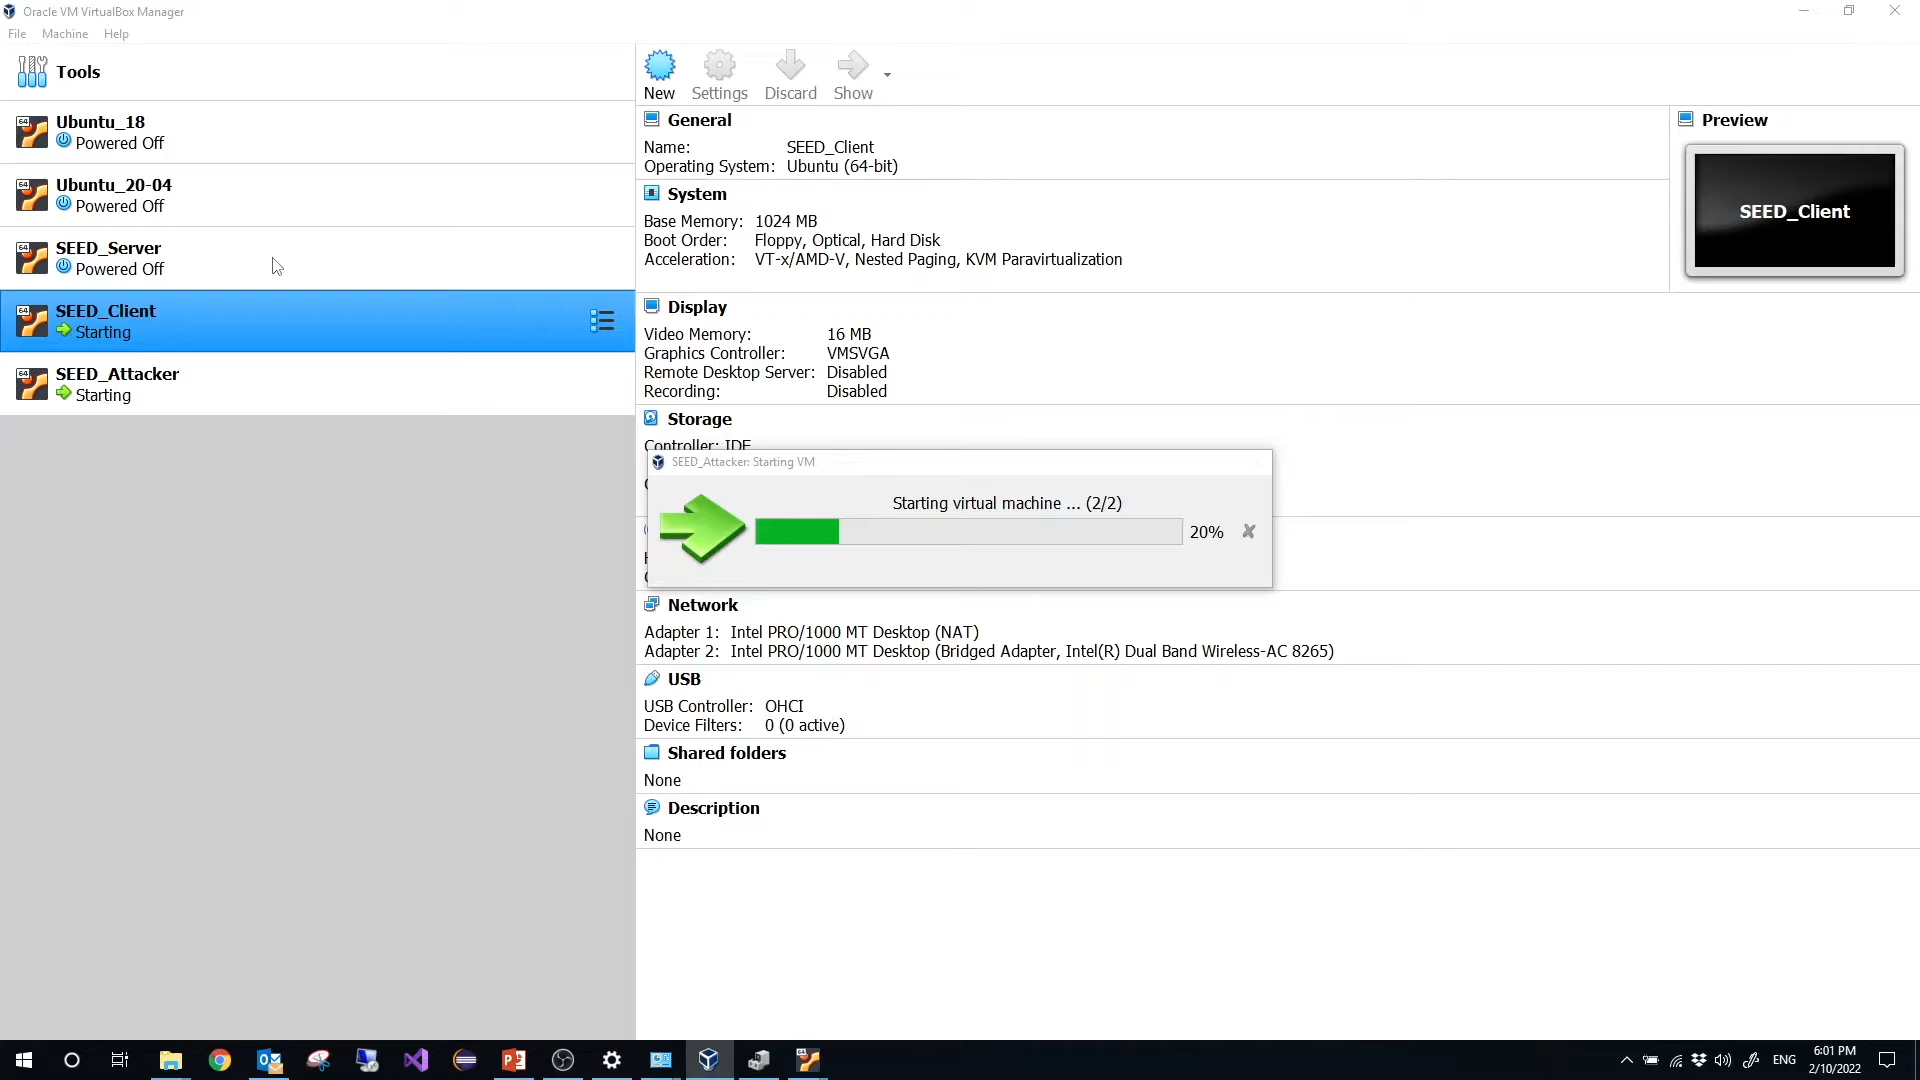 Oracle VM VirtualBox Manager
File Machine Help
Tools
64
Ubuntu_18
Powered Off
64
Ubuntu_20-04
Powered Off
64
SEED_Server
Powered Off
64
SEED_Client
Starting
64
SEED_Attacker
Starting
New Settings Discard Show
General
Name: SEED_Client
Operating System: Ubuntu (64-bit)
System
Base Memory: 1024 MB
Boot Order: Floppy, Optical, Hard Disk
Acceleration: VT-x/AMD-V, Nested Paging, KVM Paravirtualization
Preview
SEED_Client
Display
Video Memory: 16 MB
Graphics Controller: VMSVGA
Remote Desktop Server: Disabled
Recording: Disabled
Storage
Controller: IDE
SEED_Attacker: Starting VM
Starting virtual machine ... (2/2)
20%
Network
Adapter 1: Intel PRO/1000 MT Desktop (NAT)
Adapter 2: Intel PRO/1000 MT Desktop (Bridged Adapter, Intel(R) Dual Band Wireless-AC 8265)
USB
USB Controller: OHCI
Device Filters: 0 (0 active)
Shared folders
None
Description
None
ENG
6:01 PM
2/10/2022